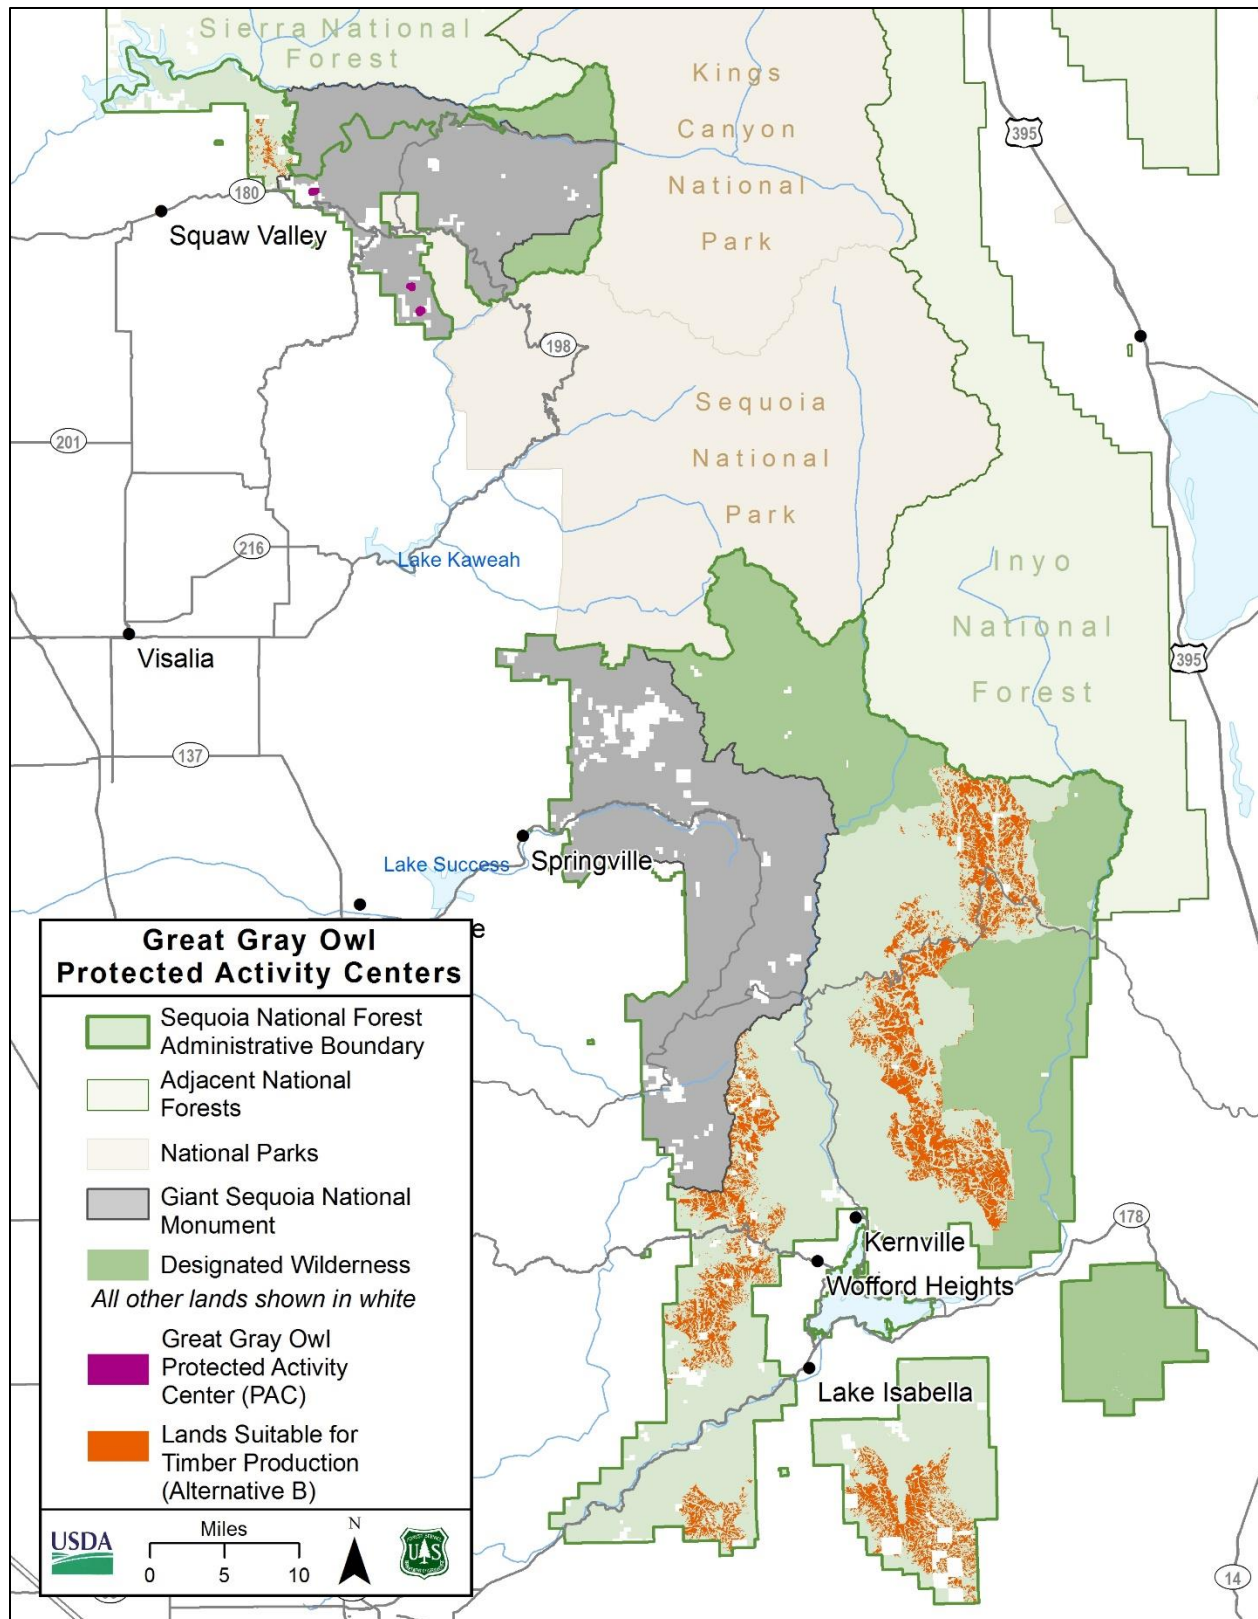 Sierra National
Forest
Kings
Canyon
National
Park
395
180
Squaw Valley
198
Sequoia
National
Park
201
216
Lake Kaweah
Inyo
National
Forest
Visalia
395
137
Springville
Lake Success
e
Great Gray Owl
Protected Activity Centers
Sequoia National Forest
Administrative Boundary
Adjacent National
Forests
National Parks
Giant Sequoia National
Monument
Designated Wilderness
All other lands shown in white
Great Gray Owl
Protected Activity
Center (PAC)
Lands Suitable for
Timber Production
(Alternative B)
USDA
Miles
0 5 10
N
U S
178
Kernville
Wofford Heights
Lake Isabella
14